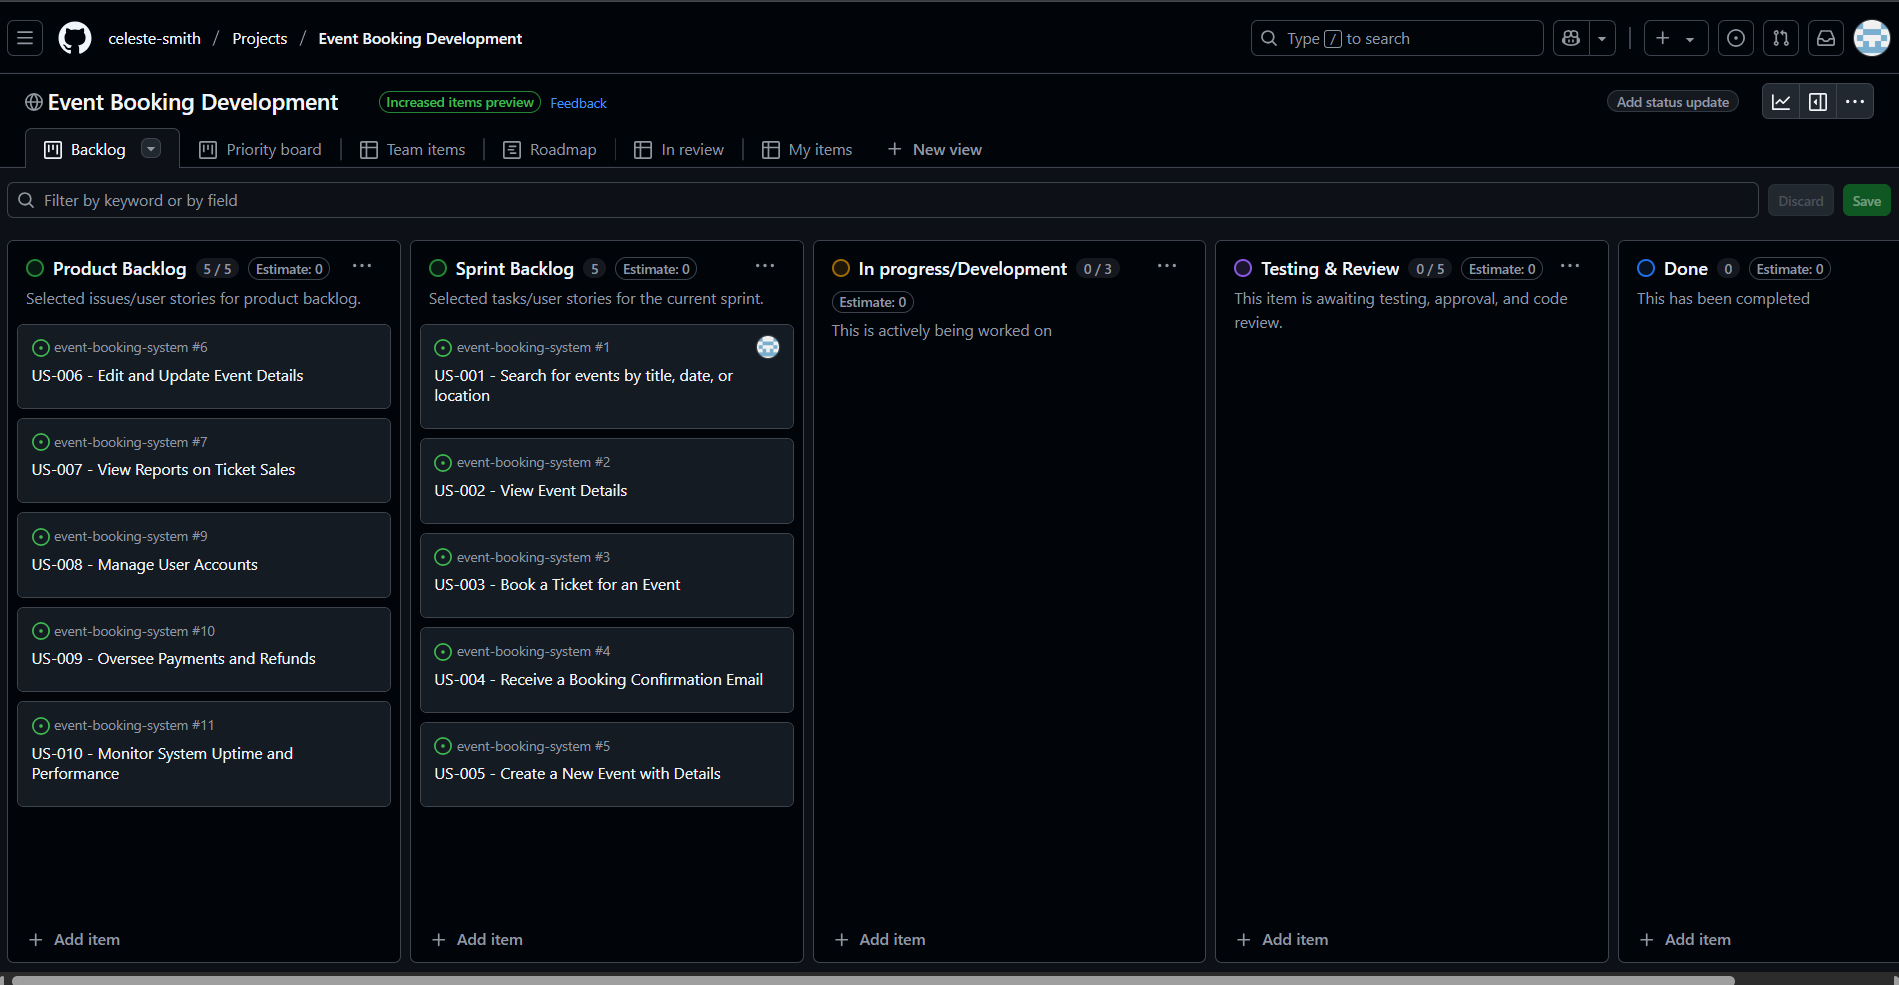 celeste-smith / Projects / Event Booking Development
Type / to search
Event Booking Development
Increased items preview
Feedback
Add status update
Backlog
Priority board
Team items
Roadmap
In review
My items
New view
Filter by keyword or by field
Discard
Save
Product Backlog 5 / 5 Estimate: 0
Selected issues/user stories for product backlog.
event-booking-system #6
US-006 - Edit and Update Event Details
event-booking-system #7
US-007 - View Reports on Ticket Sales
event-booking-system #9
US-008 - Manage User Accounts
event-booking-system #10
US-009 - Oversee Payments and Refunds
event-booking-system #11
US-010 - Monitor System Uptime and
Performance
Add item
Sprint Backlog 5 Estimate: 0
Selected tasks/user stories for the current sprint.
event-booking-system #1
US-001 - Search for events by title, date, or
location
event-booking-system #2
US-002 - View Event Details
event-booking-system #3
US-003 - Book a Ticket for an Event
event-booking-system #4
US-004 - Receive a Booking Confirmation Email
event-booking-system #5
US-005 - Create a New Event with Details
Add item
In progress/Development 0 / 3
Estimate: 0
This is actively being worked on
Add item
Testing & Review 0 / 5 Estimate: 0
This item is awaiting testing, approval, and code
review.
Add item
Done 0 Estimate: 0
This has been completed
Add item